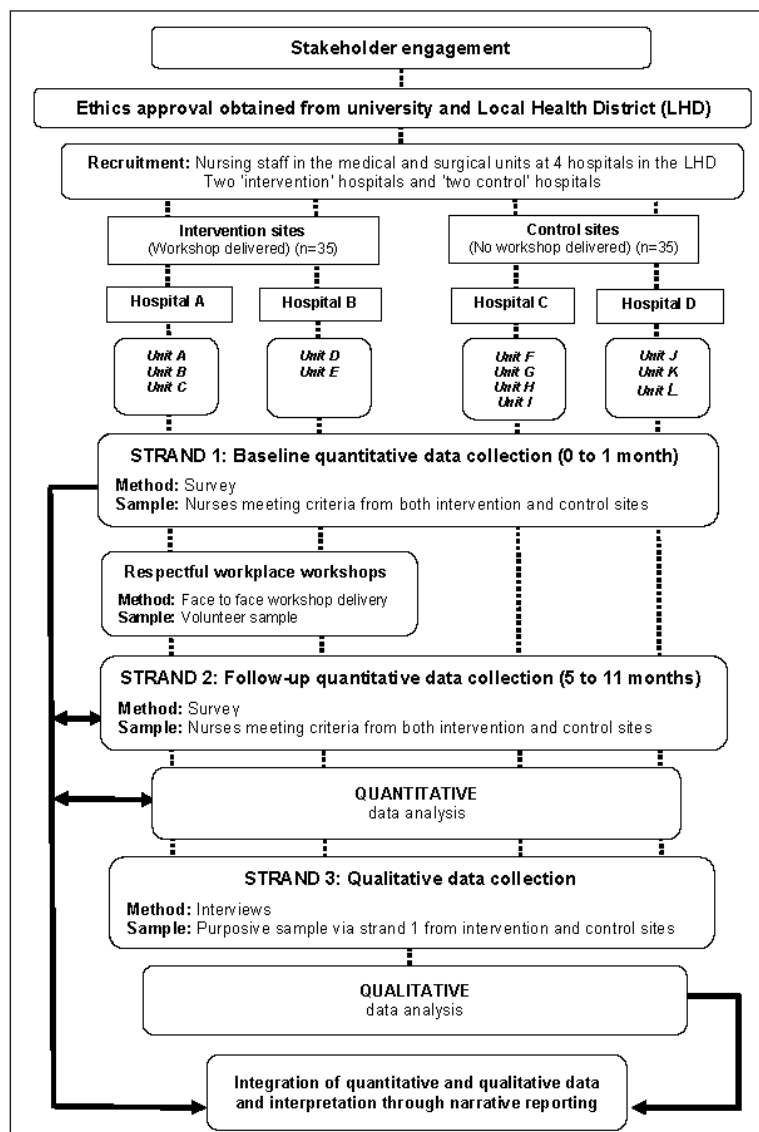 Stakeholder engagement
Ethics approval obtained from university and Local Health District (LHD)
Recruitment: Nursing staff in the medical and surgical units at 4 hospitals in the LHD
Two 'intervention' hospitals and 'two control' hospitals
Intervention sites
(Workshop delivered) (n=35)
Control sites
(No workshop delivered) (n=35)
Hospital A
Hospital B
Hospital C
Hospital D
Unit A
Unit B
Unit C
Unit D
Unit E
Unit F
Unit G
Unit H
Unit I
Unit J
Unit K
Unit L
STRAND 1: Baseline quantitative data collection (0 to 1 month)
Method: Survey
Sample: Nurses meeting criteria from both intervention and control sites
Respectful workplace workshops
Method: Face to face workshop delivery
Sample: Volunteer sample
STRAND 2: Follow-up quantitative data collection (5 to 11 months)
Method: Survey
Sample: Nurses meeting criteria from both intervention and control sites
QUANTITATIVE
data analysis
STRAND 3: Qualitative data collection
Method: Interviews
Sample: Purposive sample via strand 1 from intervention and control sites
QUALITATIVE
data analysis
Integration of quantitative and qualitative data
and interpretation through narrative reporting